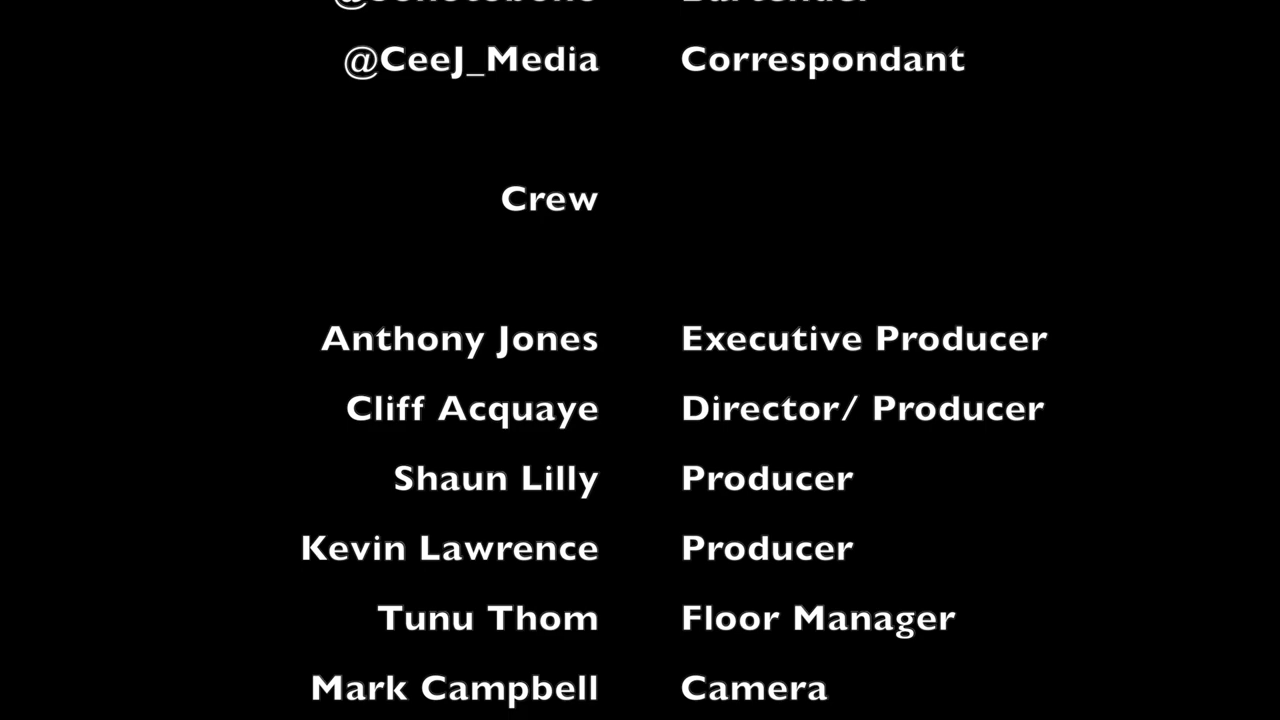 Bartender
@CeeJ_Media Correspondant
Crew
Anthony Jones Executive Producer
Cliff Acquaye Director/ Producer
Shaun Lilly Producer
Kevin Lawrence Producer
Tunu Thom Floor Manager
Mark Campbell Camera